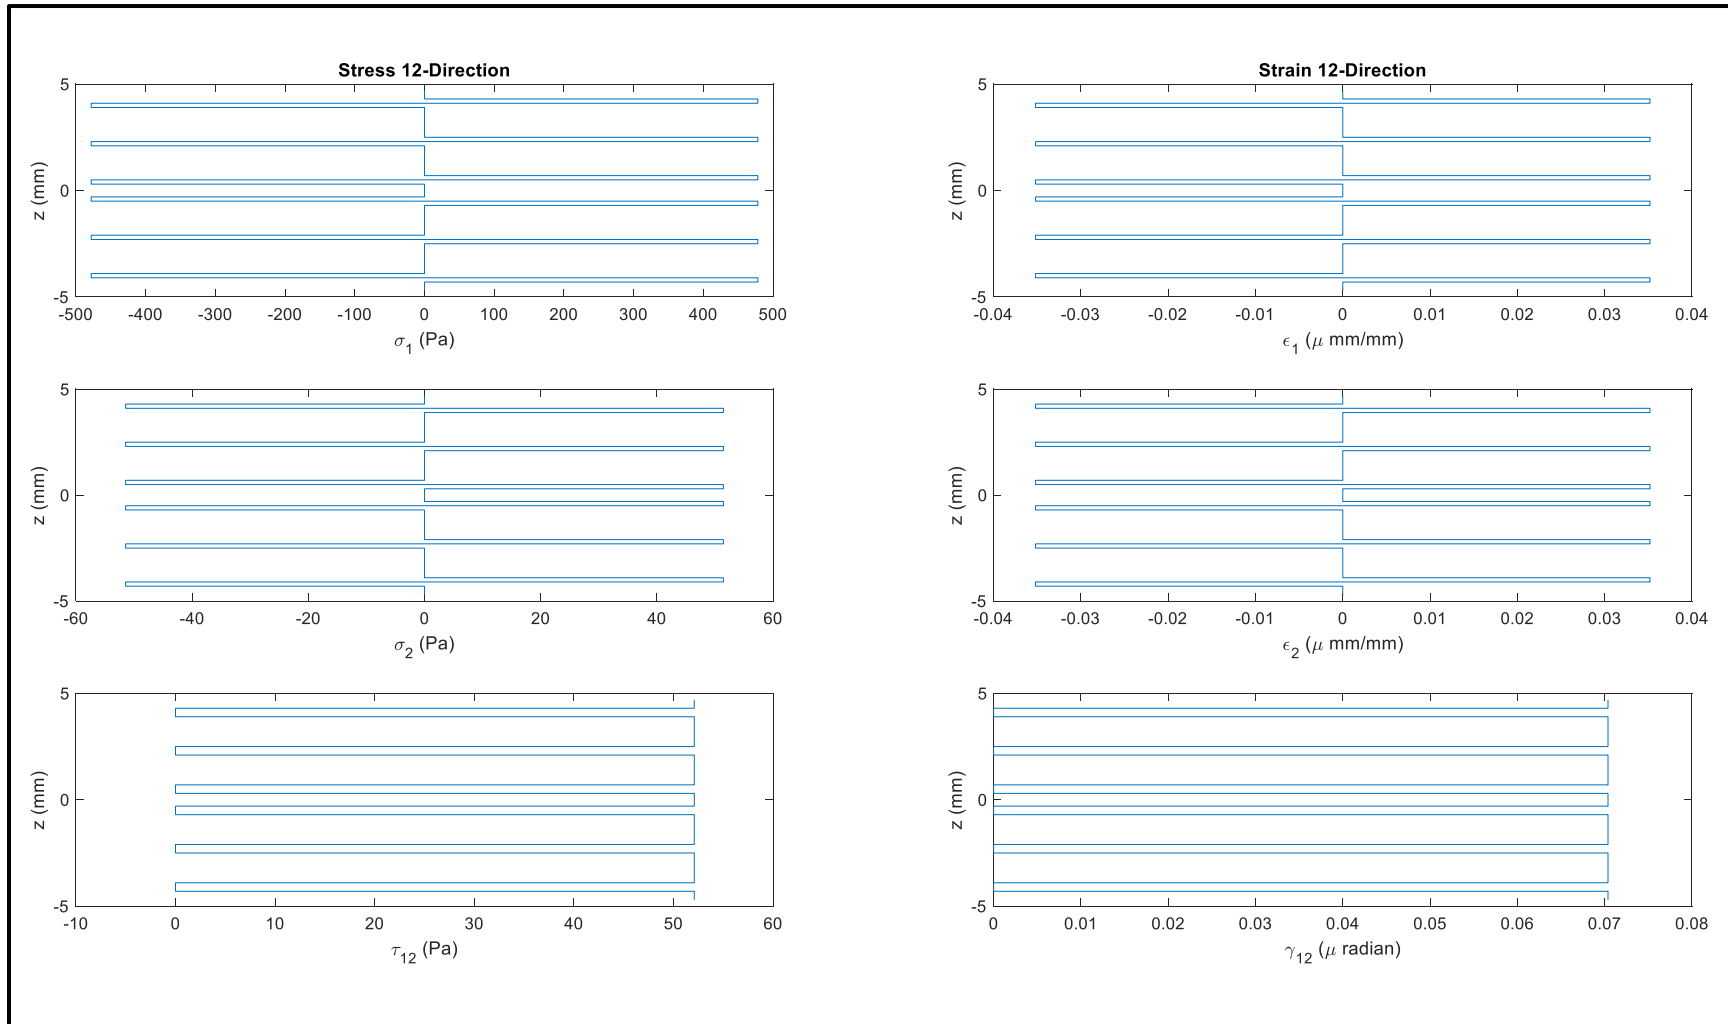 Stress 12-Direction
5
0
-5
z (mm)
-500 -400 -300 -200 -100 0 100 200 300 400 500
σ1 (Pa)
Strain 12-Direction
5
0
-5
z (mm)
-0.04 -0.03 -0.02 -0.01 0 0.01 0.02 0.03 0.04
ϵ1 (μ mm/mm)
5
0
-5
z (mm)
-60 -40 -20 0 20 40 60
σ2 (Pa)
5
0
-5
z (mm)
-0.04 -0.03 -0.02 -0.01 0 0.01 0.02 0.03 0.04
ϵ2 (μ mm/mm)
5
0
-5
z (mm)
-10 0 10 20 30 40 50 60
τ12 (Pa)
5
0
-5
z (mm)
0 0.01 0.02 0.03 0.04 0.05 0.06 0.07 0.08
γ12 (μ radian)